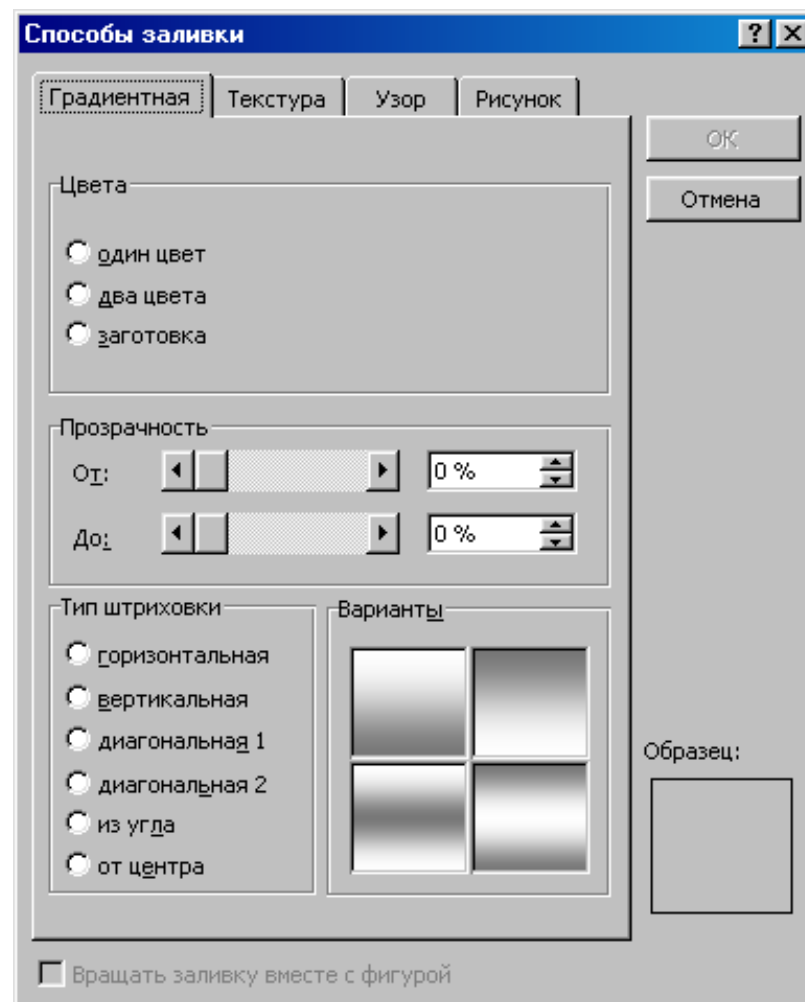 Способы заливки
Градиентная Текстура Узор Рисунок
ОК
Отмена
Цвета
один цвет
два цвета
заготовка
Прозрачность
От: 0 %
До: 0 %
Тип штриховки
горизонтальная
вертикальная
диагональная 1
диагональная 2
из угла
от центра
Варианты
Образец:
Вращать заливку вместе с фигурой